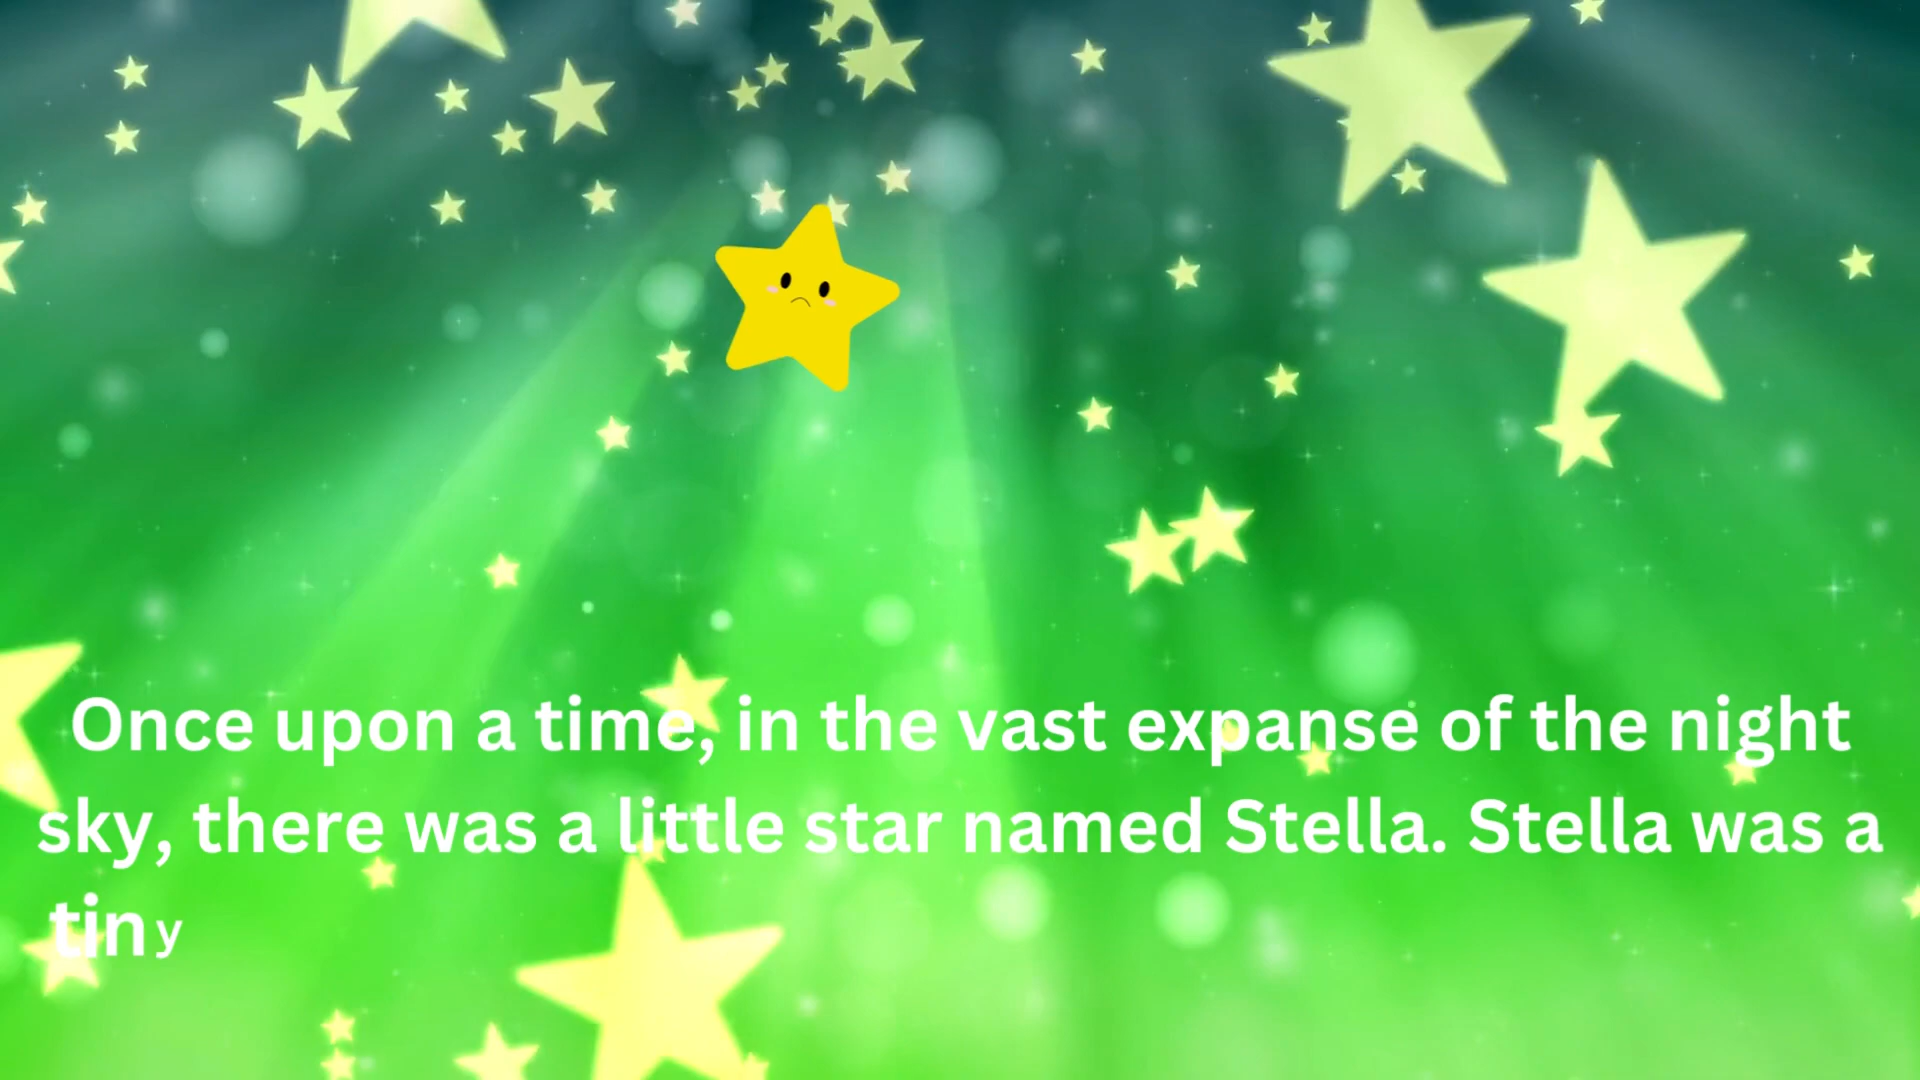 Once upon a time, in the vast expanse of the night
sky, there was a little star named Stella. Stella was a
tiny